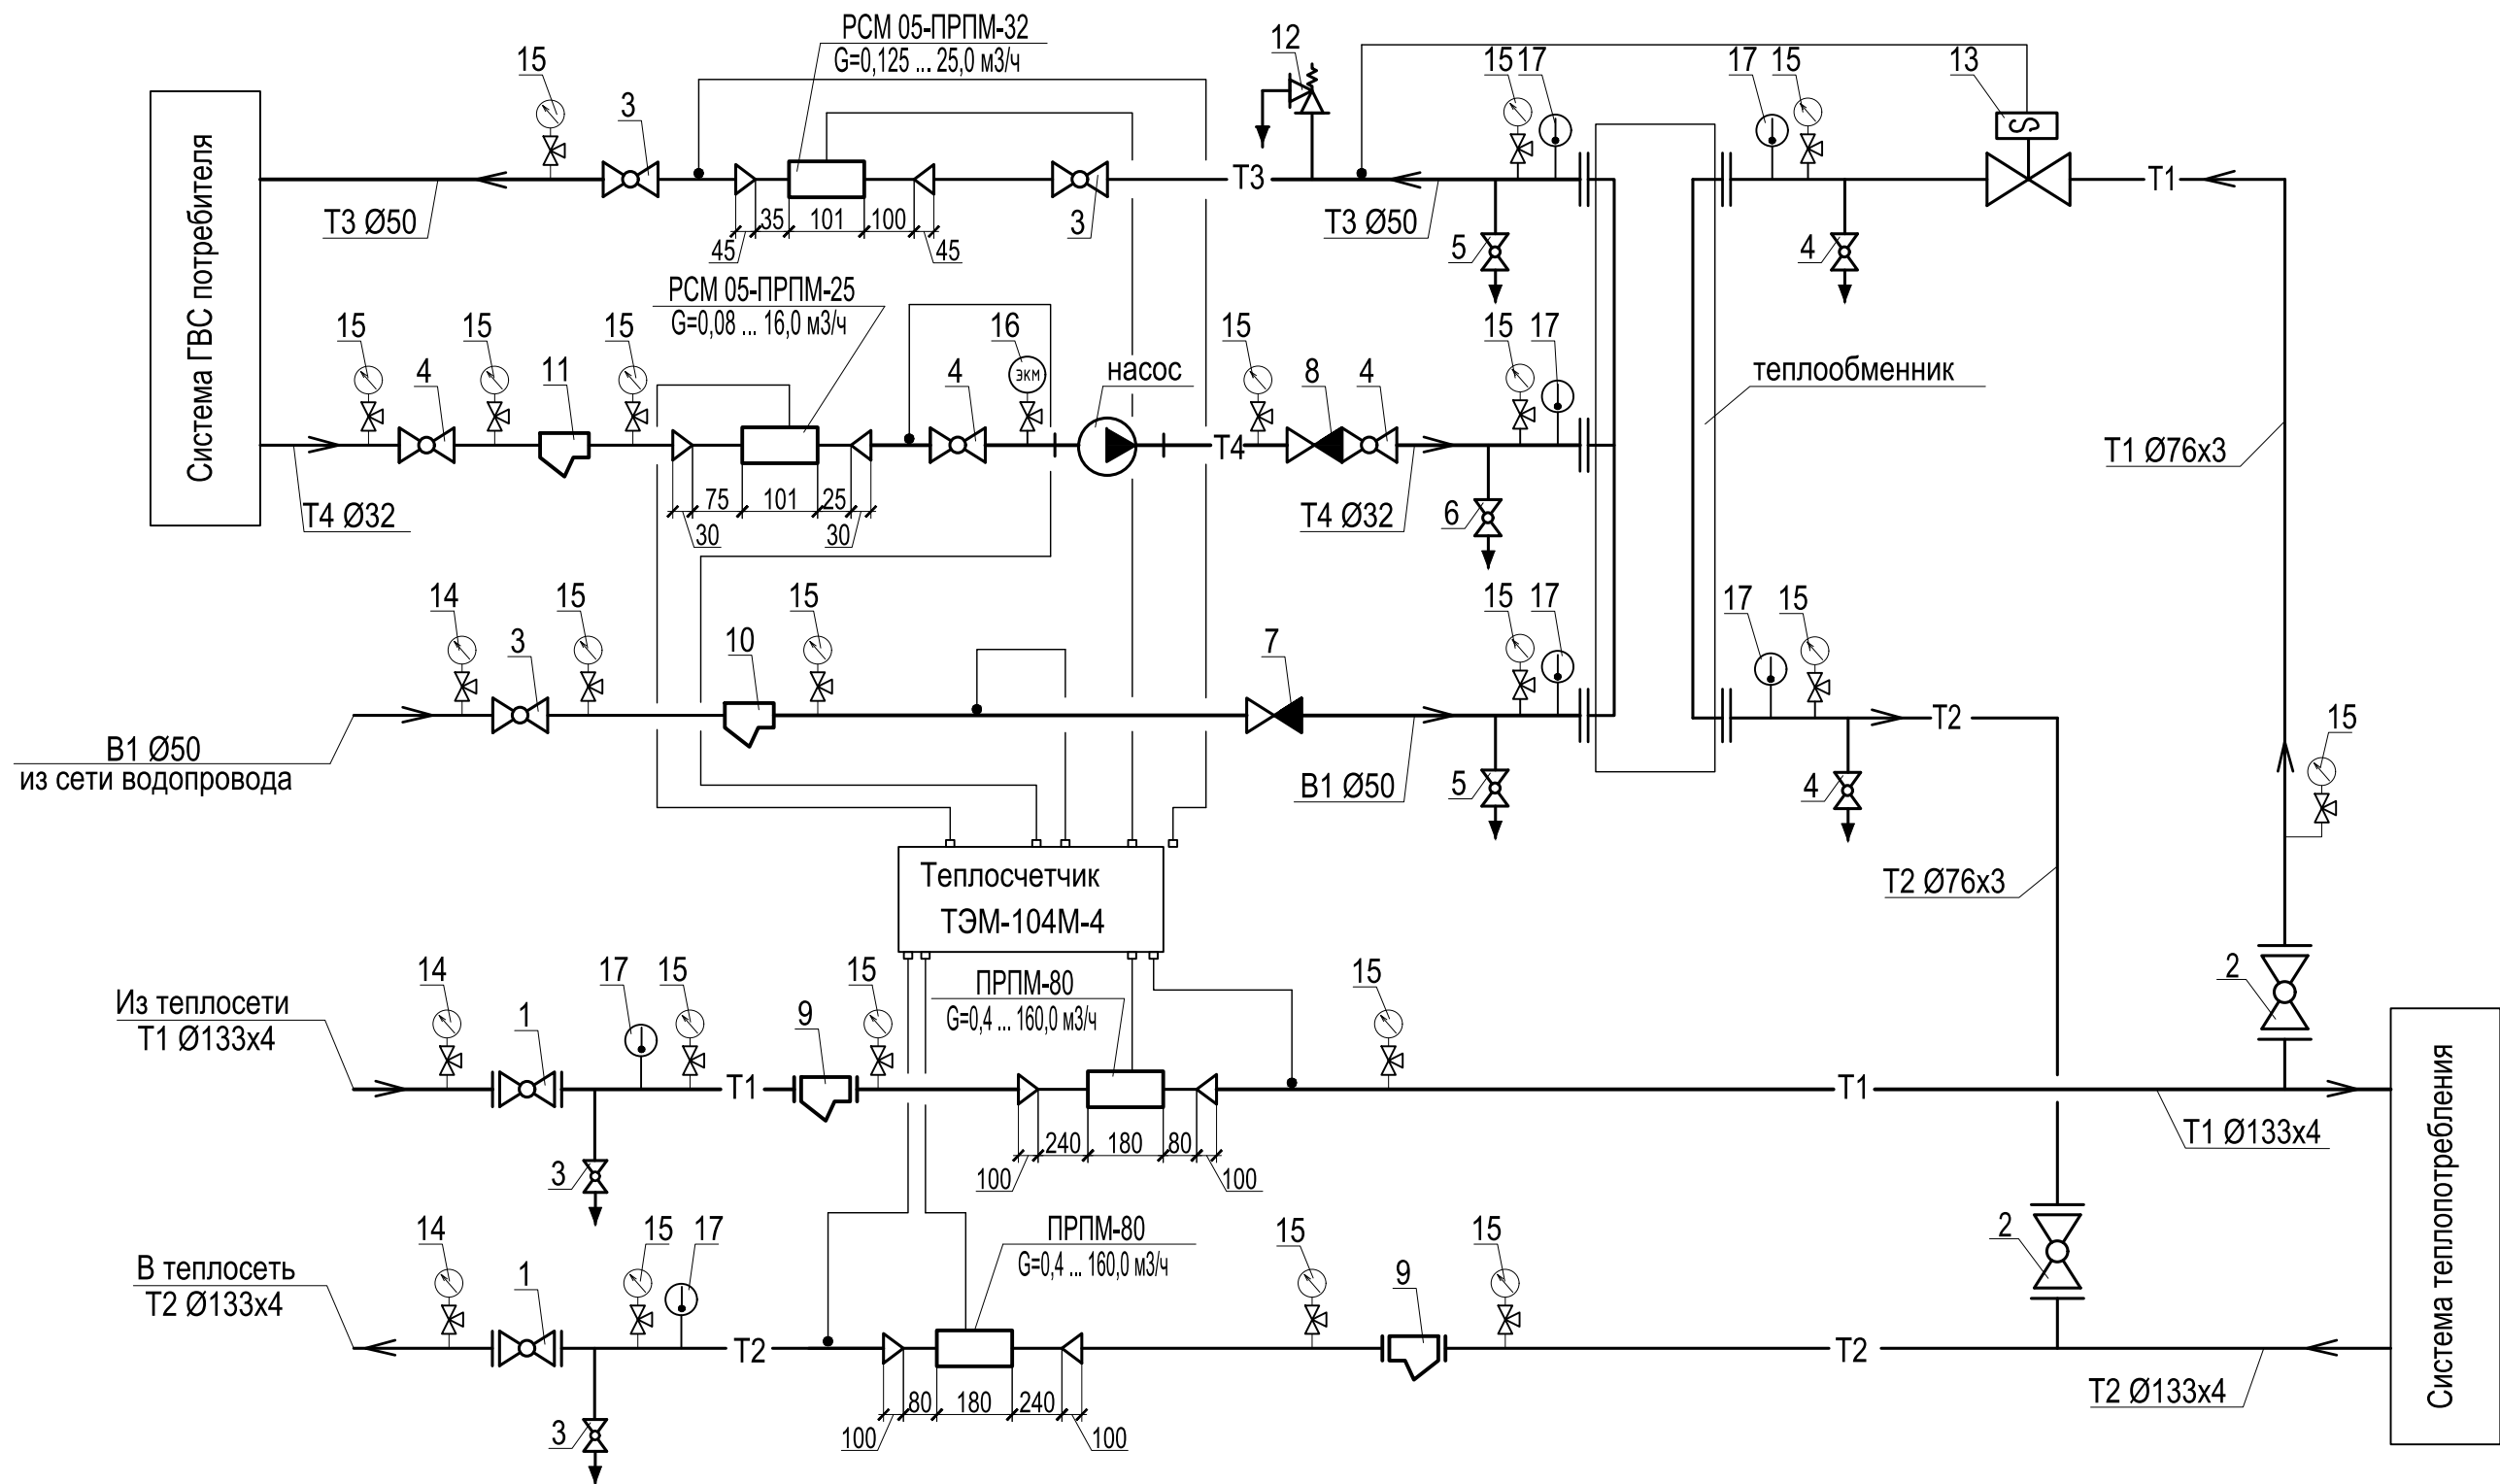 РСМ 05-ПРПМ-32
G=0,125 ... 25,0 м3/ч
15
3
12
15
17
17
15
13
S
Т3
Т1
Т3 Ø50
35
101
100
45
45
3
Т3 Ø50
5
4
Система ГВС потребителя
РСМ 05-ПРПМ-25
G=0,08 ... 16,0 м3/ч
15
4
15
11
15
4
16
ЭКМ
насос
15
8
4
15
17
теплообменник
Т4
Т1 Ø76х3
Т4 Ø32
75
101
25
30
30
Т4 Ø32
6
14
3
15
10
15
7
15
17
17
15
Т2
15
В1 Ø50
из сети водопровода
В1 Ø50
5
4
Теплосчетчик
ТЭМ-104М-4
Т2 Ø76х3
2
Из теплосети
Т1 Ø133х4
14
1
17
15
15
9
ПРПМ-80
G=0,4 ... 160,0 м3/ч
15
Т1
Т1
240
180
80
100
100
3
Т1 Ø133х4
Система теплопотребления
В теплосеть
Т2 Ø133х4
14
1
15
17
ПРПМ-80
G=0,4 ... 160,0 м3/ч
15
9
15
2
Т2
Т2
80
180
240
100
100
3
Т2 Ø133х4